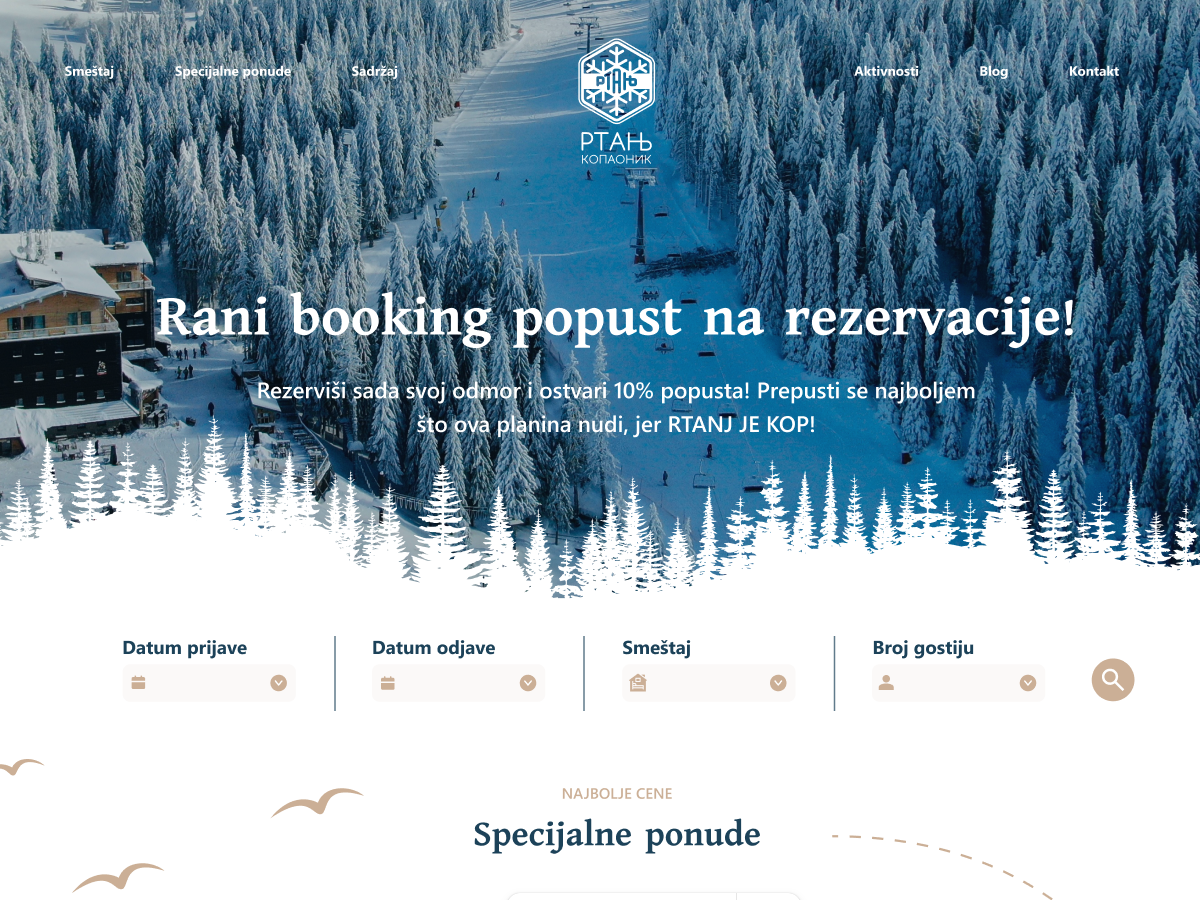 Smeštaj
Specijalne ponude
Sadržaj
РТАЊ
РТАЊ
КОПАОНИК
Aktivnosti
Blog
Kontakt
Rani booking popust na rezervacije!
Rezerviši sada svoj odmor i ostvari 10% popusta! Prepusti se najboljem
što ova planina nudi, jer RTANJ JE KOP!
Datum prijave
Datum odjave
Smeštaj
Broj gostiju
NAJBOLJE CENE
Specijalne ponude